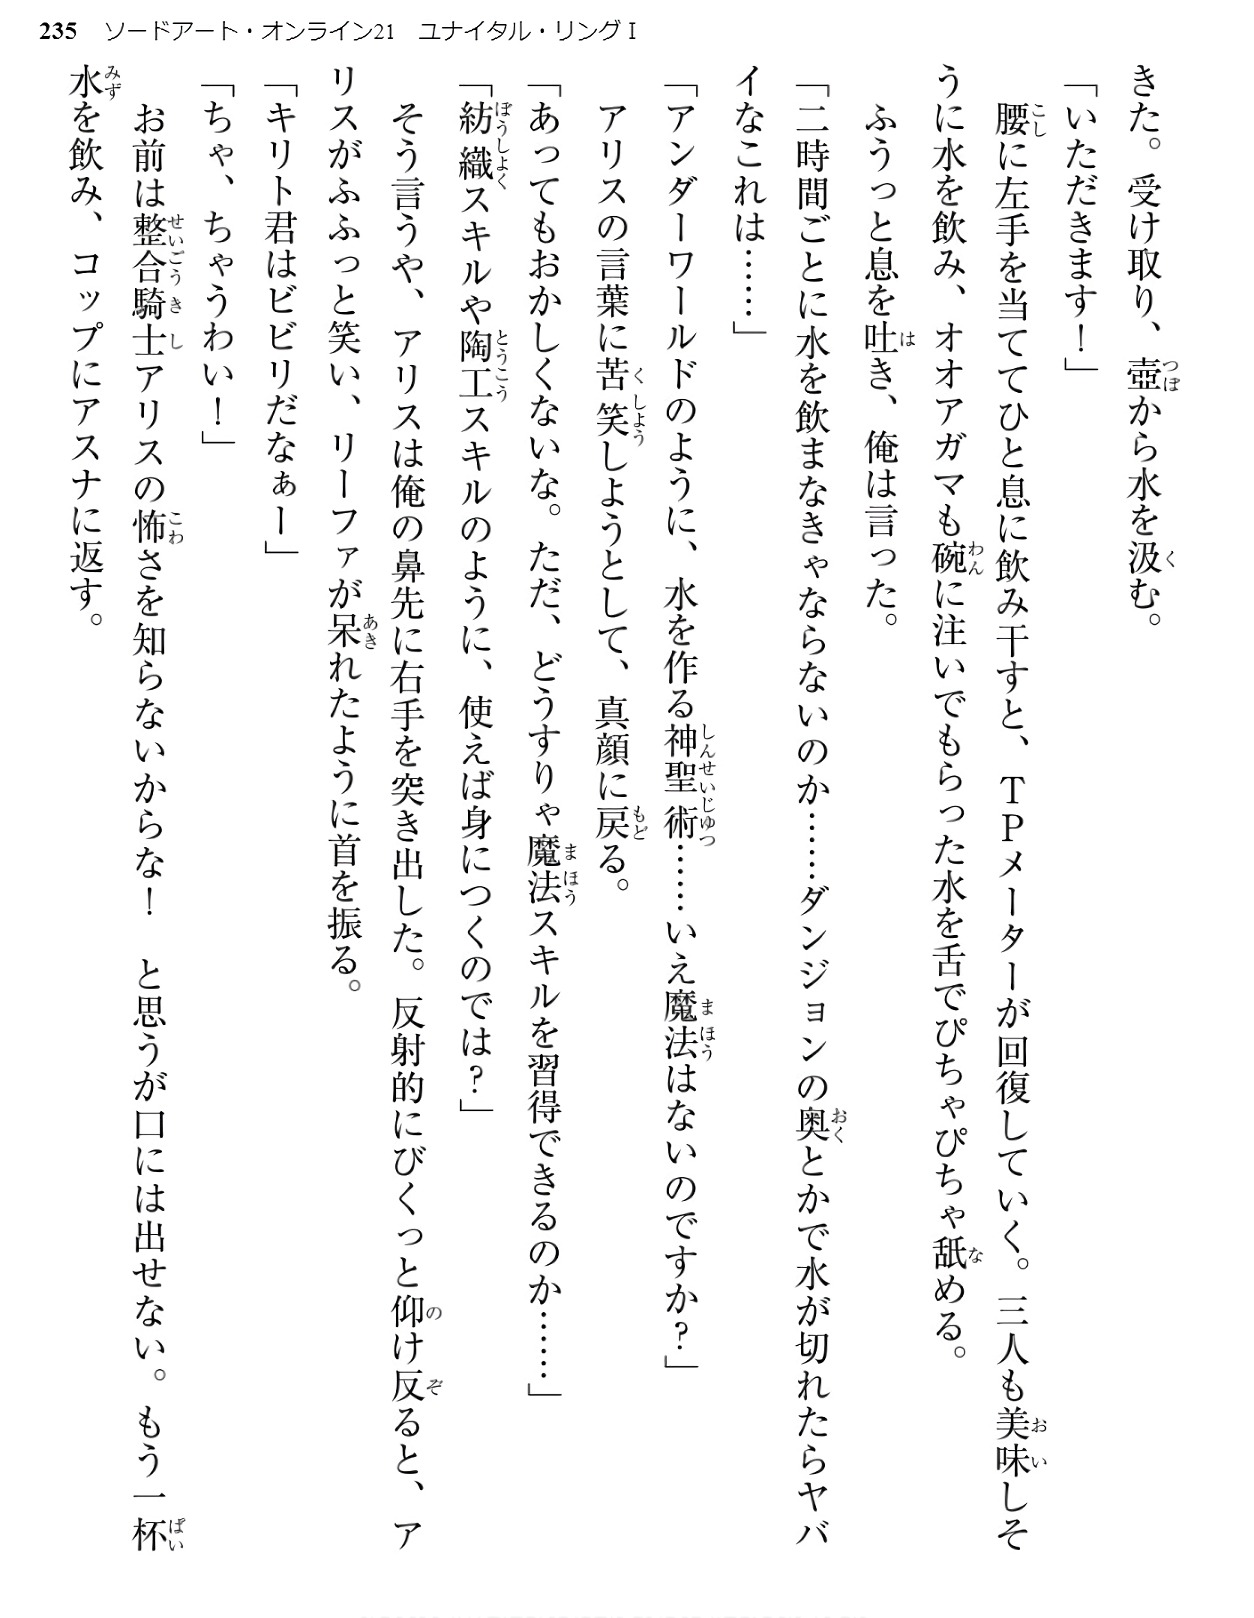 235 ソードアート・オンライン21 ユナイタル・リングⅠ
きた。受け取り、壺から水を汲む。
「いただきます！」
　腰に左手を当ててひと息に飲み干すと、ＴＰメーターが回復していく。三人も美味しそ
うに水を飲み、オオアガマも碗に注いでもらった水を舌でぴちゃぴちゃ舐める。
　ふうっと息を吐き、俺は言った。
「二時間ごとに水を飲まなきゃならないのか……ダンジョンの奥とかで水が切れたらヤバ
イなこれは……」
「アンダーワールドのように、水を作る神聖術……いえ魔法はないのですか？」
　アリスの言葉に苦笑しようとして、真顔に戻る。
「あってもおかしくないな。ただ、どうすりゃ魔法スキルを習得できるのか……」
「紡織スキルや陶工スキルのように、使えば身につくのでは？」
　そう言うや、アリスは俺の鼻先に右手を突き出した。反射的にびくっと仰け反ると、ア
リスがふふっと笑い、リーファが呆れたように首を振る。
「キリト君はビビリだなぁー」
「ちゃ、ちゃうわい！」
　お前は整合騎士アリスの怖さを知らないからな！　と思うが口には出せない。もう一杯
水を飲み、コップにアスナに返す。